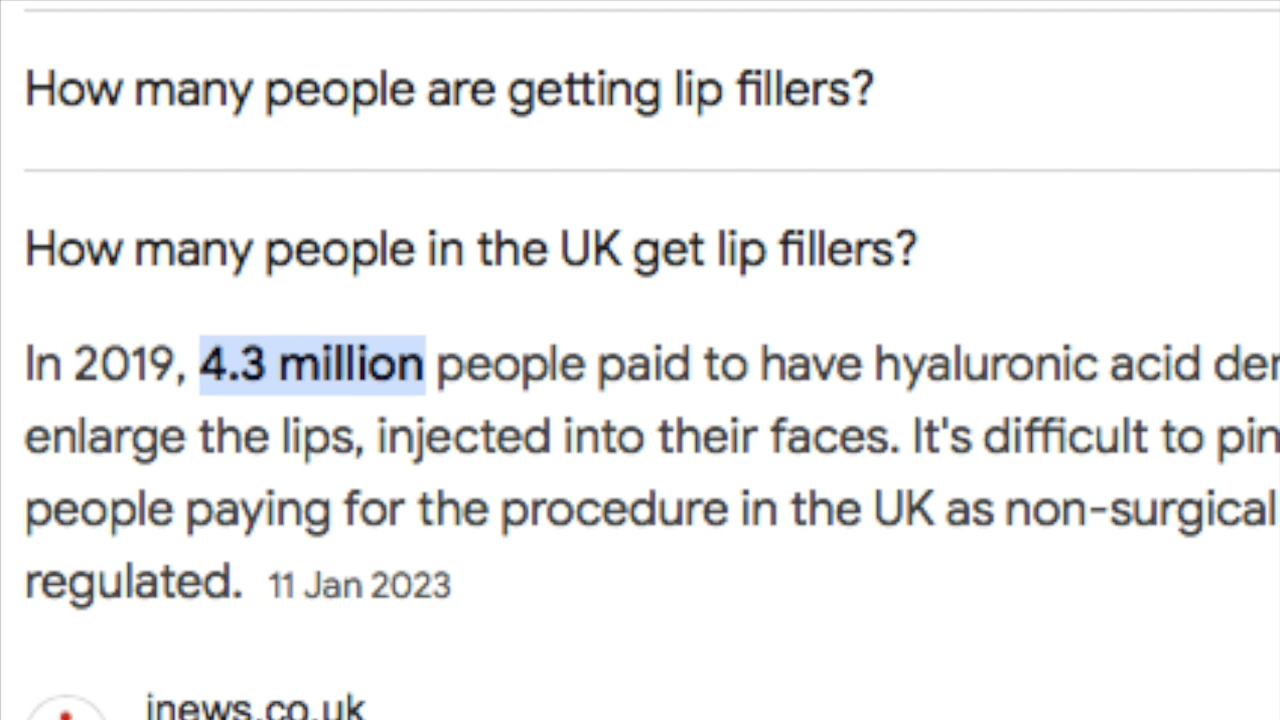 How many people are getting lip fillers?
How many people in the UK get lip fillers?
In 2019, 4.3 million people paid to have hyaluronic acid
enlarge the lips, injected into their faces. It's difficult to
people paying for the procedure in the UK as non-surgical
regulated. 11 Jan 2023
inews.co.uk